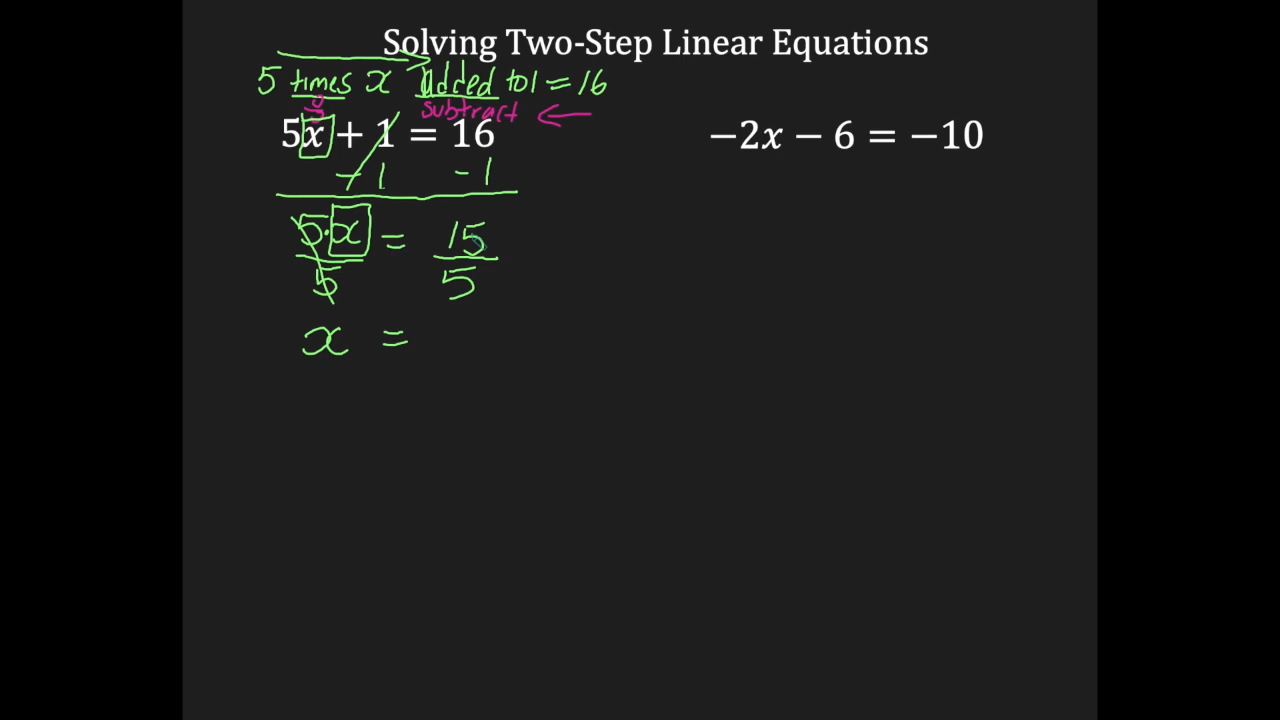 Solving Two-Step Linear Equations
5 times x added to 1 = 16
subtract
5x + 1 = 16
− 1 − 1
5·x = 15
5 5
x =
−2x − 6 = −10